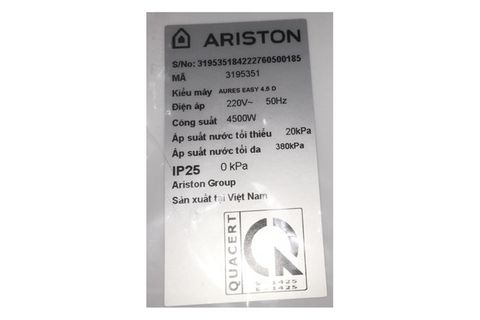 ARISTON
S/No: 319535184222760500185
MÃ 3195351
Kiểu máy AURES EASY 4.5 D
Điện áp 220V~ 50Hz
Công suất 4500W
Áp suất nước tối thiểu 20kPa
Áp suất nước tối đa 380kPa
IP25 0 kPa
Ariston Group
Sản xuất tại Việt Nam
QUACERT